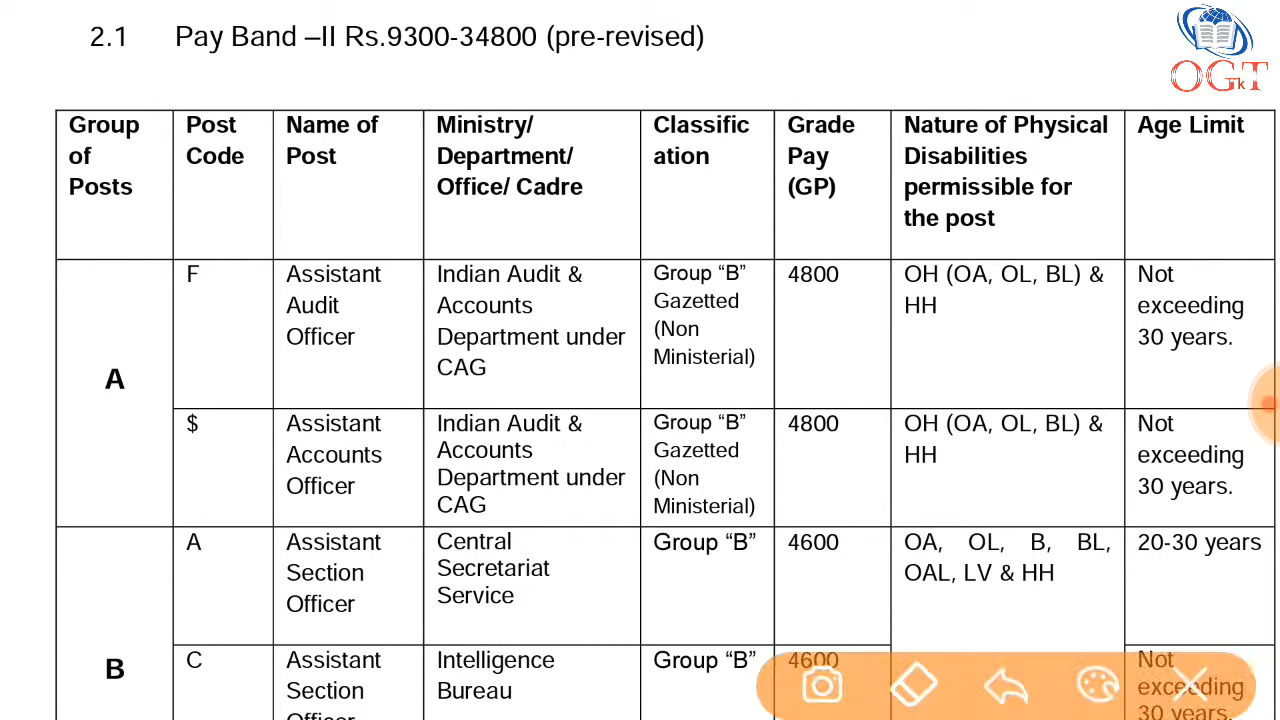 2.1 Pay Band –II Rs.9300-34800 (pre-revised)
OGT
k
Group of Posts
Post Code
Name of Post
Ministry/ Department/ Office/ Cadre
Classific ation
Grade Pay (GP)
Nature of Physical Disabilities permissible for the post
Age Limit
A
F
Assistant Audit Officer
Indian Audit & Accounts Department under CAG
Group “B” Gazetted (Non Ministerial)
4800
OH (OA, OL, BL) & HH
Not exceeding 30 years.
$
Assistant Accounts Officer
Indian Audit & Accounts Department under CAG
Group “B” Gazetted (Non Ministerial)
4800
OH (OA, OL, BL) & HH
Not exceeding 30 years.
B
A
Assistant Section Officer
Central Secretariat Service
Group “B”
4600
OA, OL, B, BL, OAL, LV & HH
20-30 years
C
Assistant Section Officer
Intelligence Bureau
Group “B”
4600
Not exceeding 30 years.